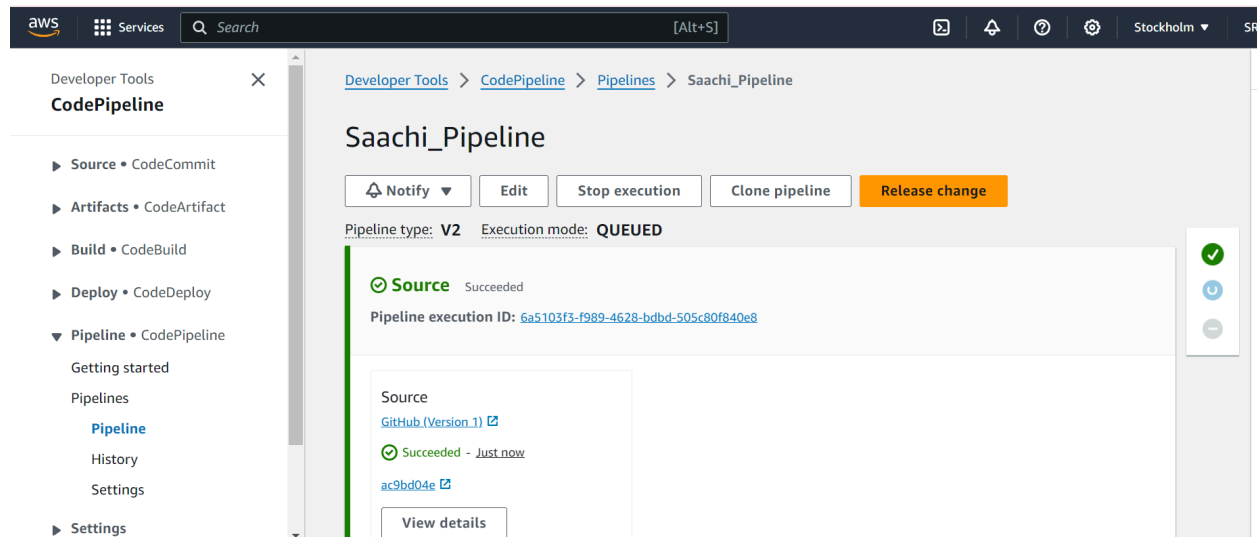 aws Services Search [Alt+S] Stockholm SR
Developer Tools
CodePipeline
Source • CodeCommit
Artifacts • CodeArtifact
Build • CodeBuild
Deploy • CodeDeploy
Pipeline • CodePipeline
Getting started
Pipelines
Pipeline
History
Settings
Settings
Developer Tools > CodePipeline > Pipelines > Saachi_Pipeline
Saachi_Pipeline
Notify Edit Stop execution Clone pipeline Release change
Pipeline type: V2 Execution mode: QUEUED
Source Succeeded
Pipeline execution ID: 6a5103f3-f989-4628-bdbd-505c80f840e8
Source
GitHub (Version 1)
Succeeded - Just now
ac9bd04e
View details